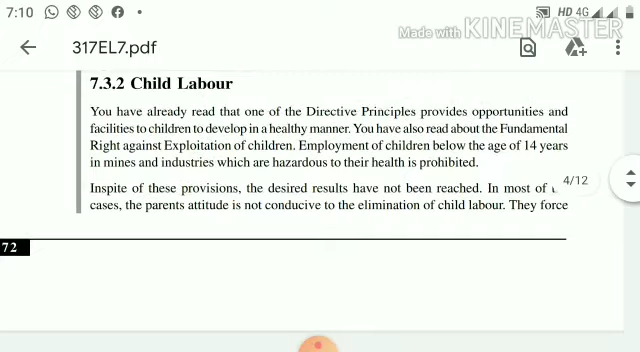 7:10 HD 4G
Made with KINEMASTER
317EL7.pdf
7.3.2 Child Labour
You have already read that one of the Directive Principles provides opportunities and
facilities to children to develop in a healthy manner. You have also read about the Fundamental
Right against Exploitation of children. Employment of children below the age of 14 years
in mines and industries which are hazardous to their health is prohibited.
4/12
Inspite of these provisions, the desired results have not been reached. In most of
cases, the parents attitude is not conducive to the elimination of child labour. They force
72